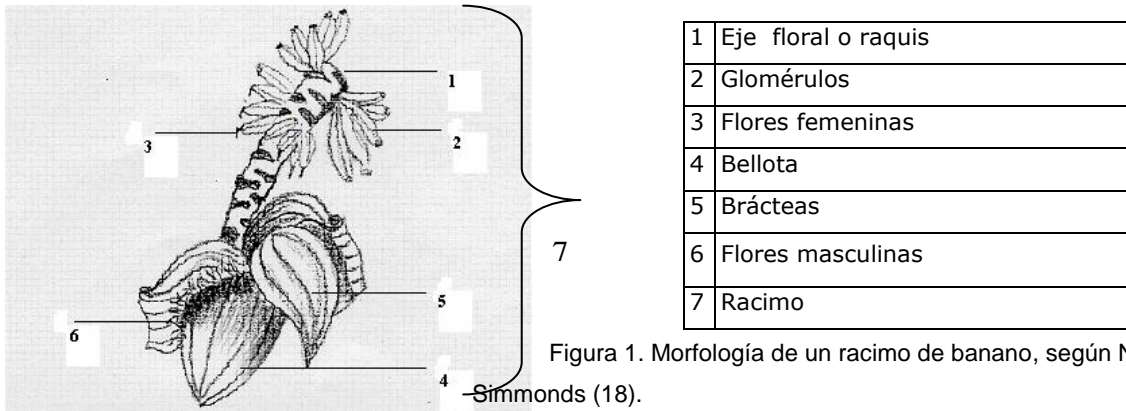 1
2
3
4
5
6
7
1 Eje floral o raquis
2 Glomérulos
3 Flores femeninas
4 Bellota
5 Brácteas
6 Flores masculinas
7 Racimo
Figura 1. Morfología de un racimo de banano, según
Simmonds (18).